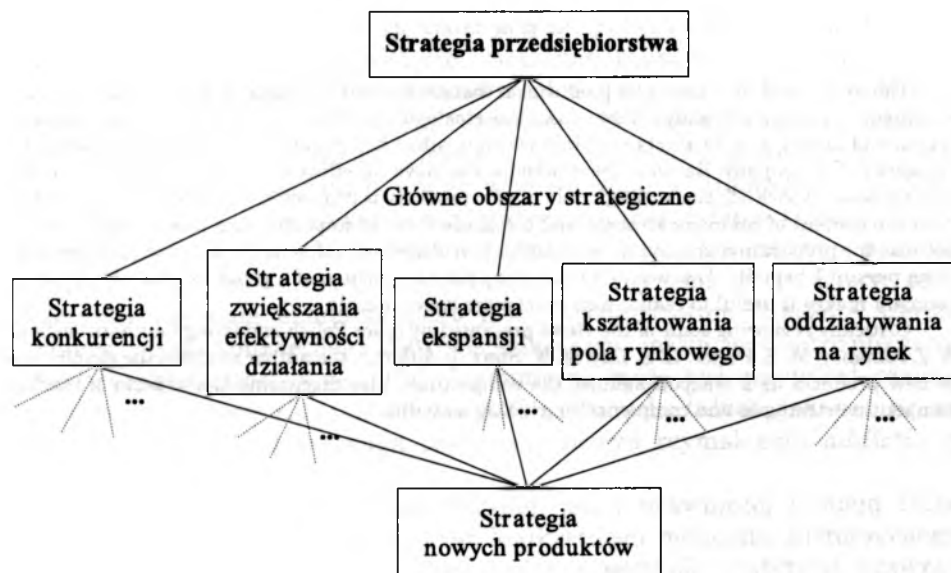 Strategia przedsiębiorstwa
Główne obszary strategiczne
Strategia
konkurencji
Strategia
zwiększania
efektywności
działania
Strategia
ekspansji
Strategia
kształtowania
pola rynkowego
Strategia
oddziaływania
na rynek
...
...
...
...
...
Strategia
nowych produktów